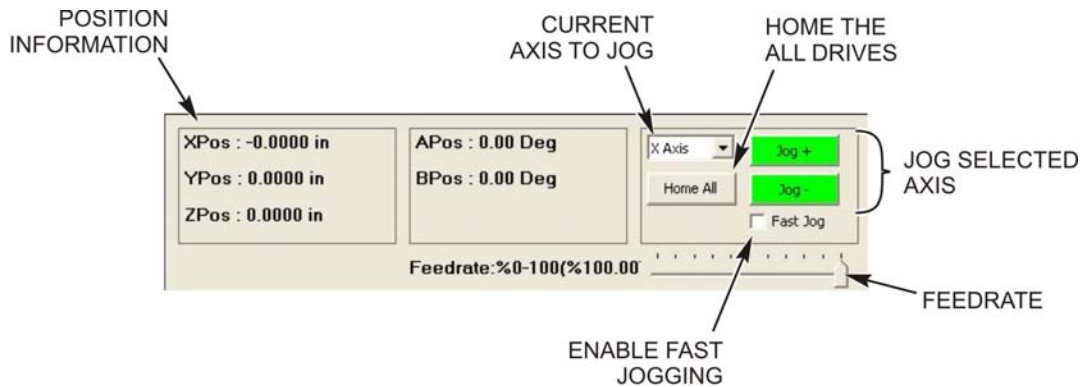 POSITION
INFORMATION
CURRENT
AXIS TO JOG
HOME THE
ALL DRIVES
XPos : -0.0000 in
YPos : 0.0000 in
ZPos : 0.0000 in
APos : 0.00 Deg
BPos : 0.00 Deg
X Axis
Jog +
Home All
Jog -
Fast Jog
JOG SELECTED
AXIS
Feedrate:%0-100(%100.00
FEEDRATE
ENABLE FAST
JOGGING